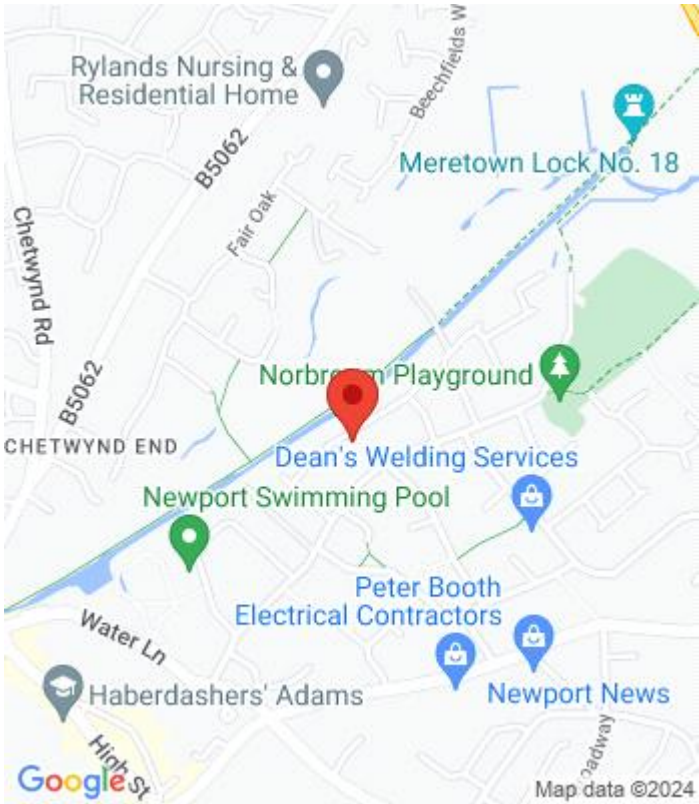 Rylands Nursing &
Residential Home
Beechfields W
B5062
Meretown Lock No. 18
Fair Oak
Chetwynd Rd
B5062
Playground
CHETWYND END
Dean's Welding Services
Newport Swimming Pool
Peter Booth
Electrical Contractors
Water Ln
Newport News
Haberdashers' Adams
High St
oadway
Google
Map data ©2024